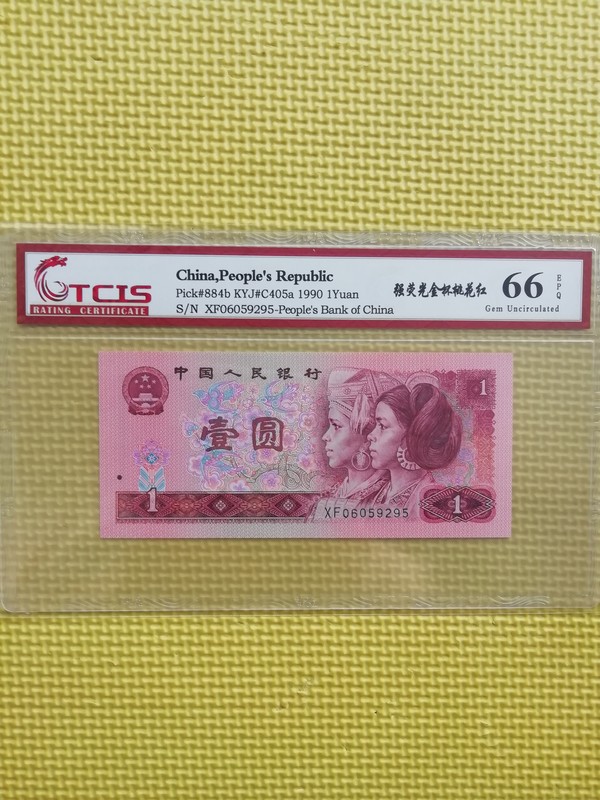 TCIS
RATING CERTIFICATE
China,People's Republic
Pick#884b KYJ#C405a 1990 1Yuan
S/N XF06059295-People's Bank of China
强荧光金杯桃花红
66
EPQ
Gem Uncirculated
中国人民银行
1
壹圆
1
XF06059295
1